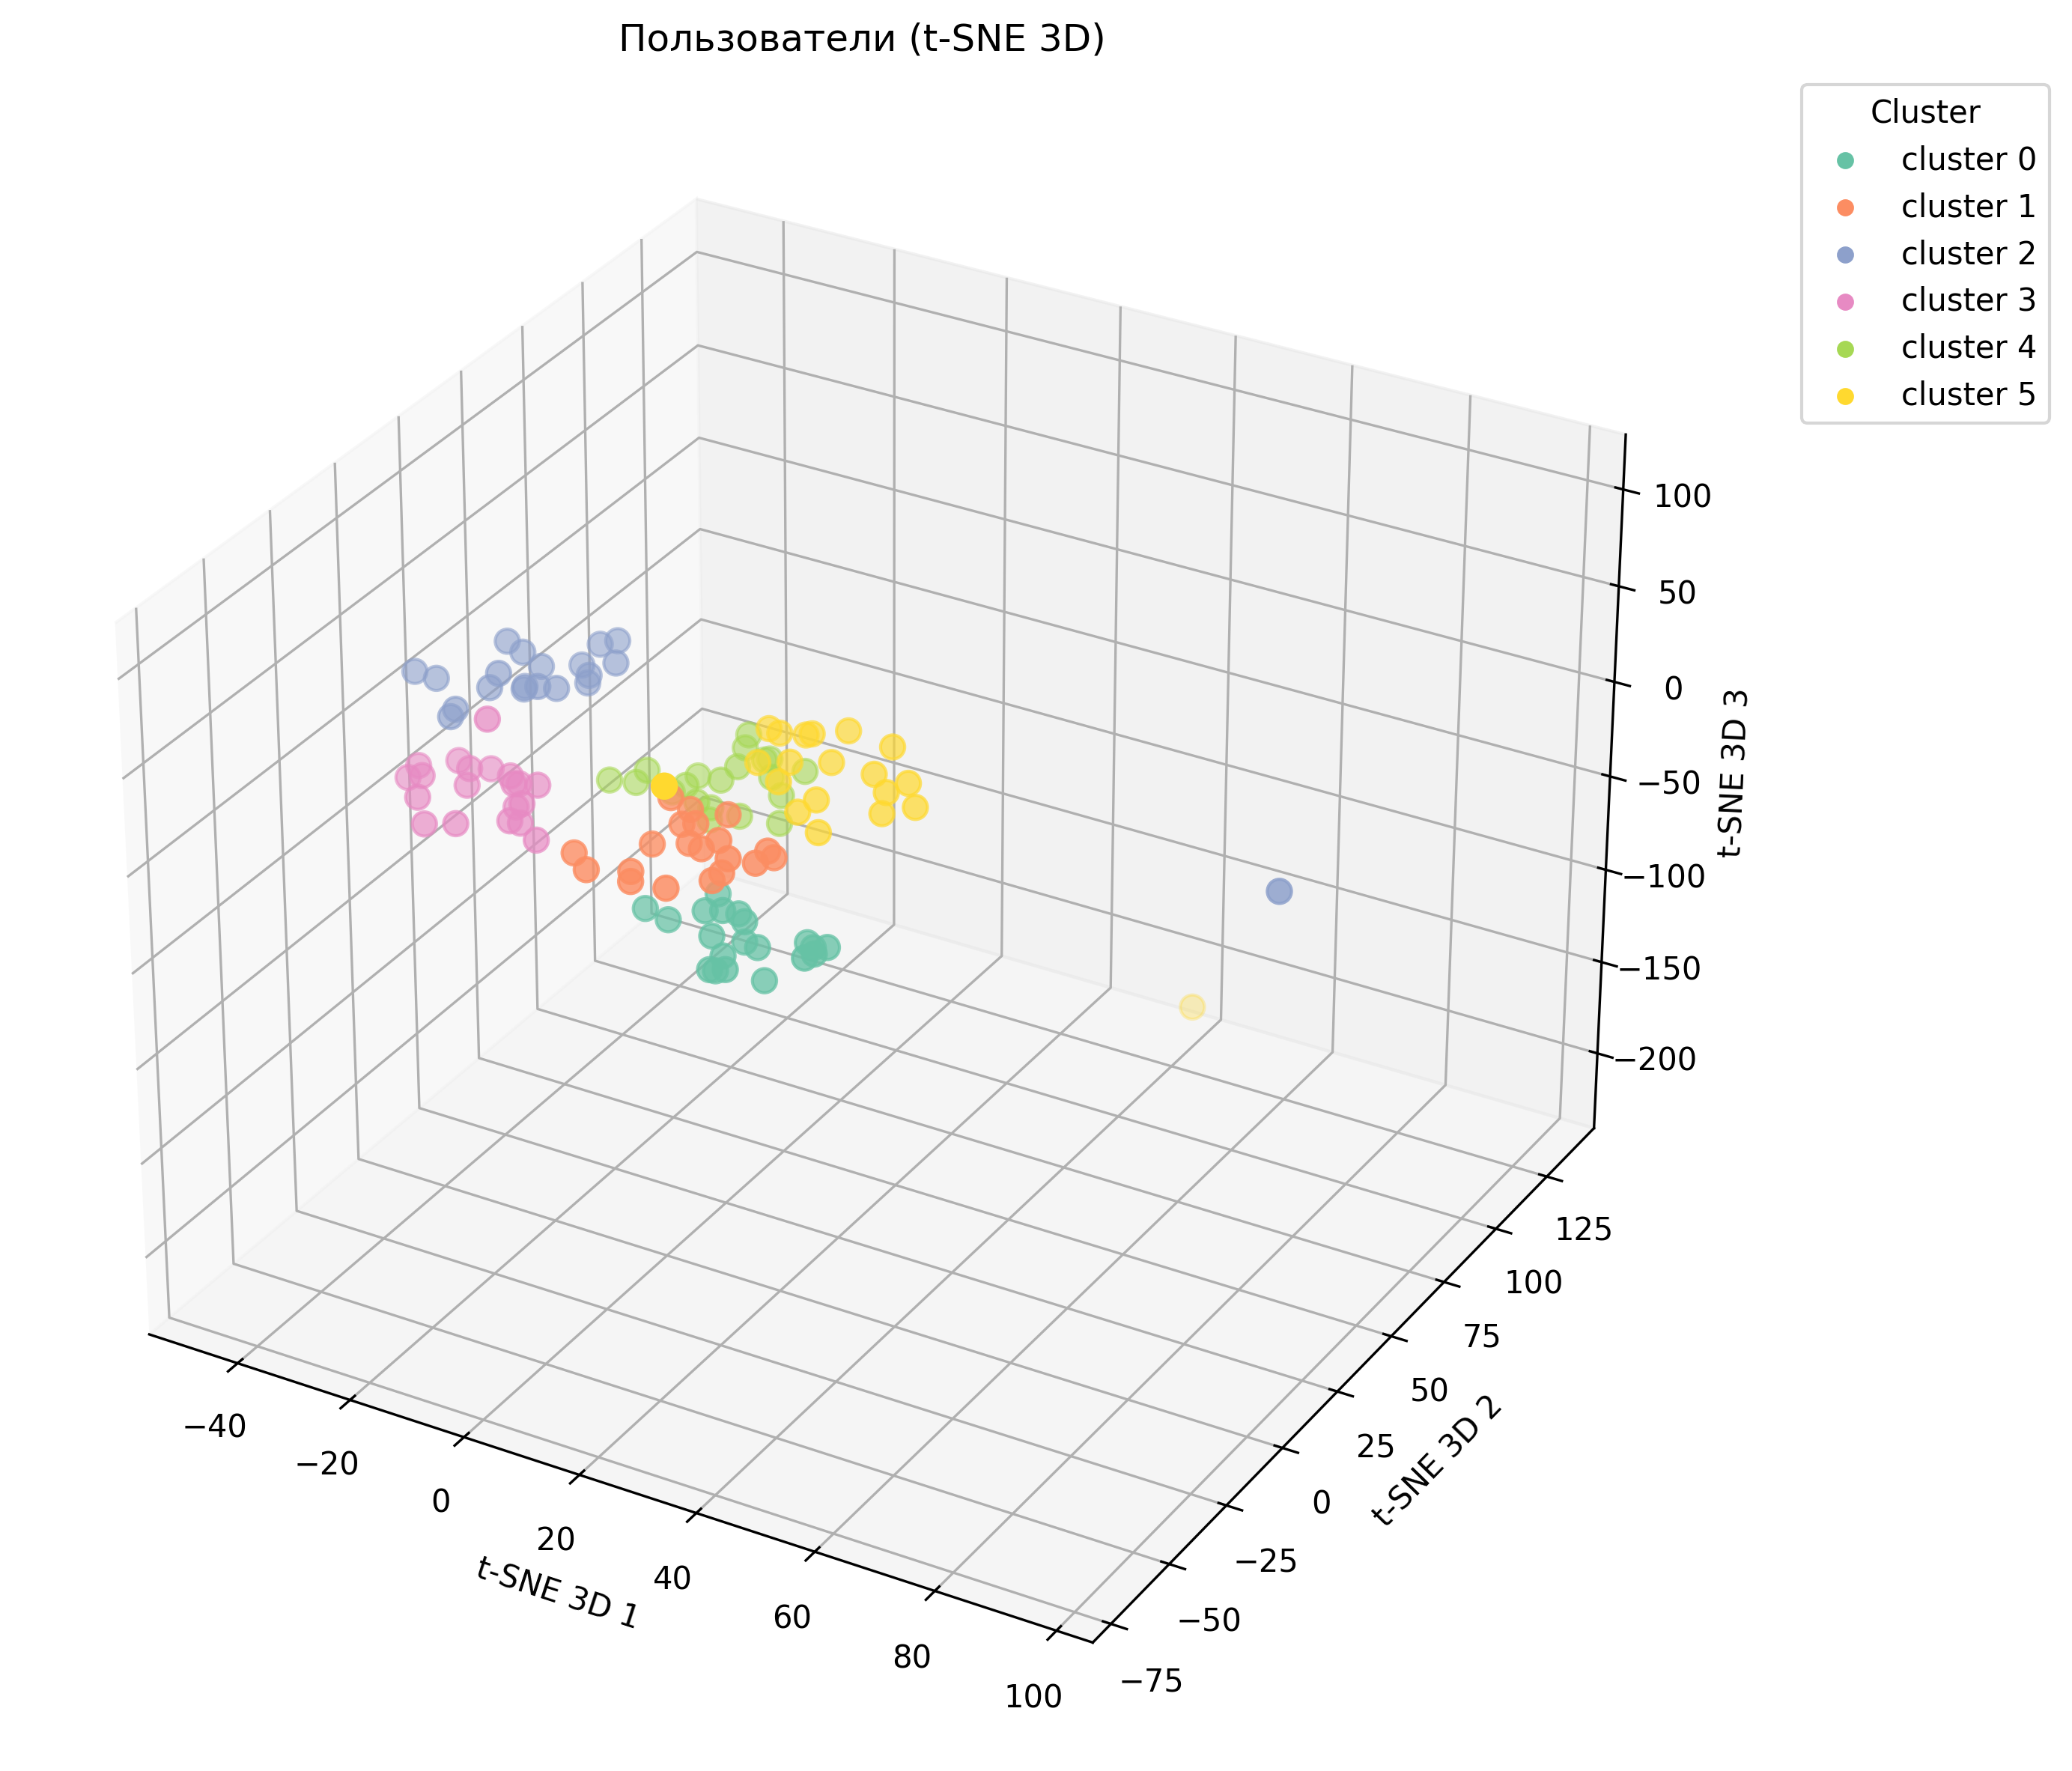 Пользователи (t-SNE 3D)
Cluster
cluster 0
cluster 1
cluster 2
cluster 3
cluster 4
cluster 5
100
50
0
−50
−100
−150
−200
t-SNE 3D 3
125
100
75
50
25
0
−25
−50
−75
t-SNE 3D 2
−40
−20
0
20
40
60
80
100
t-SNE 3D 1